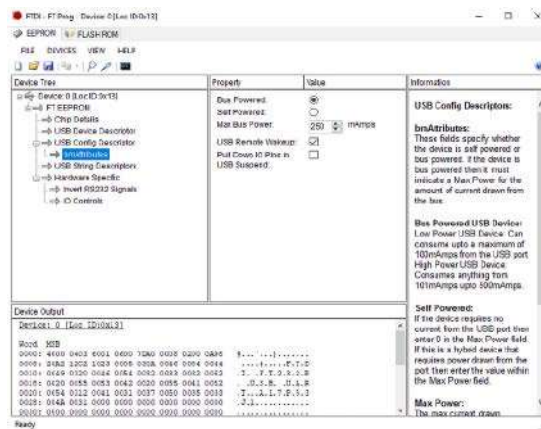 FTDI - FT Prog - Device: 0 [Loc ID:0x13]
EEPROM
FLASH ROM
FILE DEVICES VIEW HELP
Device Tree
Property
Value
Information
Device: 0 [Loc ID:0x13]
FT EEPROM
Chip Details
USB Device Descriptor
USB Config Descriptor
bmAttributes
USB String Descriptors
Hardware Specific
Invert RS232 Signals
IO Controls
Bus Powered:
Self Powered:
Max Bus Power: 250 mAmps
USB Remote Wakeup:
Pull Down IO Pins in
USB Suspend:
USB Config Descriptors:
bmAttributes:
These fields specify whether
the device is self powered or
bus powered. If the device is
bus powered then it must
indicate a Max Power for the
amount of current drawn from
the bus.
Bus Powered USB Device:
Low Power USB Device: Can
consume upto a maximum of
100mAmps from the USB port
High Power USB Device:
Consumes anything from
101mAmps upto 500mAmps.
Self Powered:
If the device requires no
current from the USB port then
enter 0 in the Max Power field.
If this is a hybed device that
requires power drawn from the
port then enter the value within
the Max Power field.
Max Power:
The max current drawn
Device Output
Device: 0 [Loc ID:0x13]
Word MSB
Ready